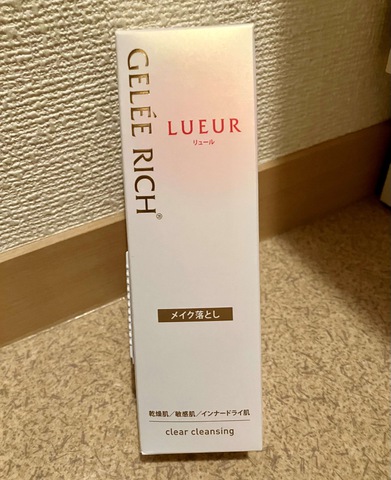 GELÉE RICH®
LUEUR
リュール
メイク落とし
乾燥肌／敏感肌／インナードライ肌
clear cleansing